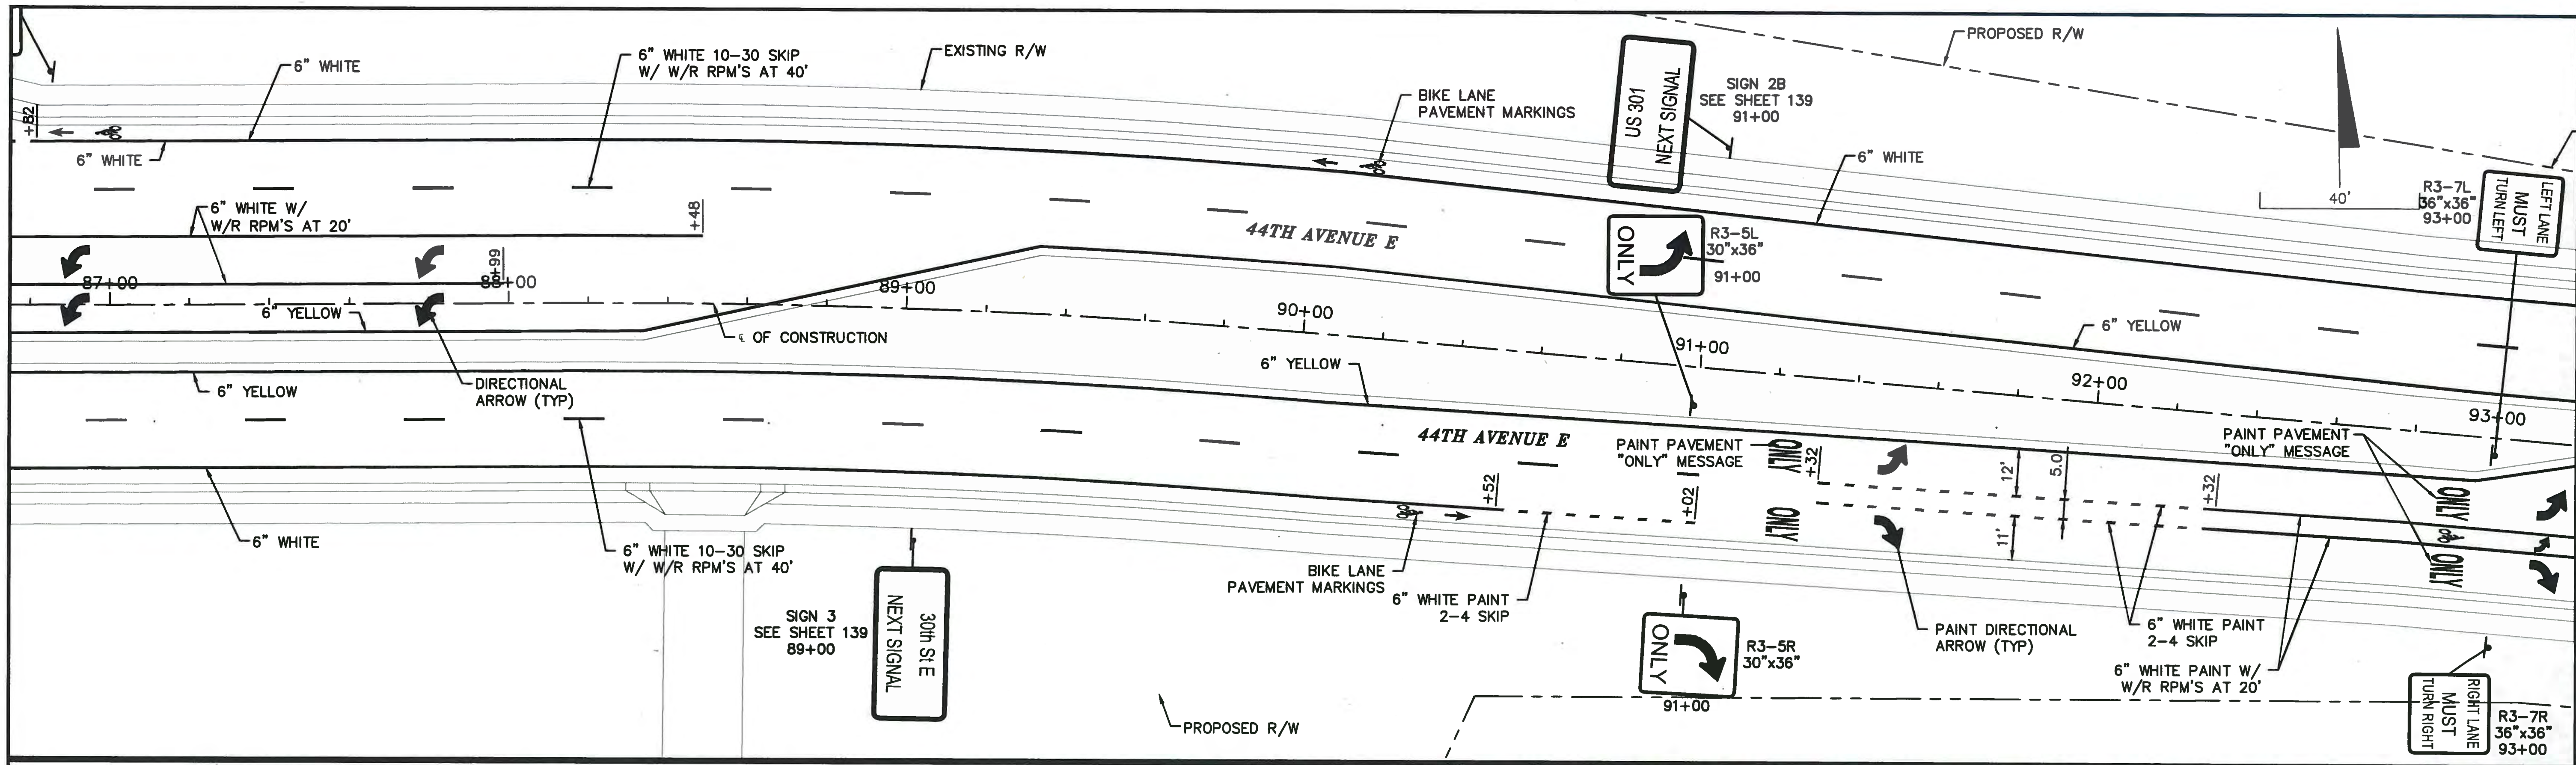 6" WHITE
6" WHITE 10-30 SKIP
W/ W/R RPM'S AT 40'
EXISTING R/W
BIKE LANE
PAVEMENT MARKINGS
US 301
NEXT SIGNAL
SIGN 2B
SEE SHEET 139
91+00
PROPOSED R/W
6" WHITE
40'
R3-7L
36"x36"
93+00
LEFT LANE
MUST
TURN LEFT
+82
6" WHITE
6" WHITE W/
W/R RPM'S AT 20'
+48
+99
44TH AVENUE E
ONLY
R3-5L
30"x36"
91+00
87+00
88+00
89+00
90+00
91+00
92+00
93+00
6" YELLOW
℄ OF CONSTRUCTION
6" YELLOW
6" YELLOW
6" YELLOW
DIRECTIONAL
ARROW (TYP)
44TH AVENUE E
PAINT PAVEMENT
"ONLY" MESSAGE
ONLY
ONLY
+32
12'
5.0
11'
+32
PAINT PAVEMENT
"ONLY" MESSAGE
ONLY
ONLY
+52
+02
6" WHITE
6" WHITE 10-30 SKIP
W/ W/R RPM'S AT 40'
SIGN 3
SEE SHEET 139
89+00
30th St E
NEXT SIGNAL
BIKE LANE
PAVEMENT MARKINGS
6" WHITE PAINT
2-4 SKIP
ONLY
R3-5R
30"x36"
91+00
PAINT DIRECTIONAL
ARROW (TYP)
6" WHITE PAINT
2-4 SKIP
6" WHITE PAINT W/
W/R RPM'S AT 20'
PROPOSED R/W
RIGHT LANE
MUST
TURN RIGHT
R3-7R
36"x36"
93+00